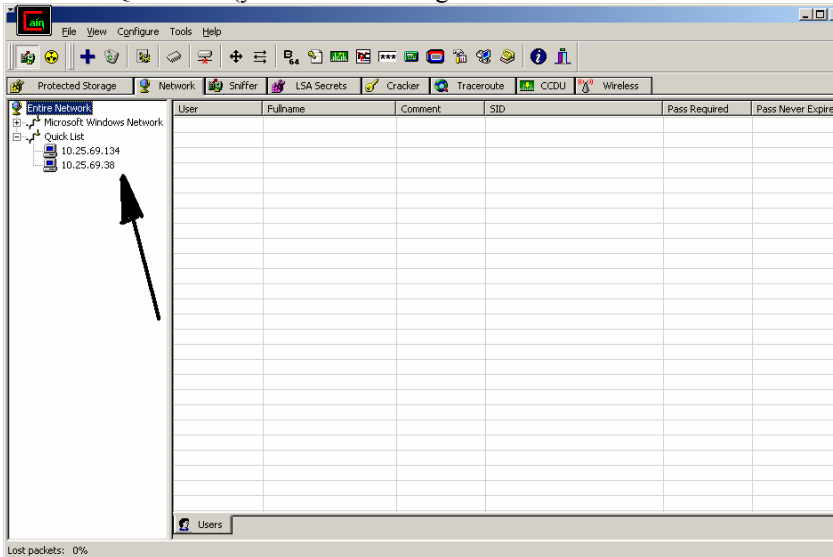 Cain
File View Configure Tools Help
B64
Protected Storage Network Sniffer LSA Secrets Cracker Traceroute CCDU Wireless
Entire Network
Microsoft Windows Network
Quick List
10.25.69.134
10.25.69.38
User Fullname Comment SID Pass Required Pass Never Expire
Users
Lost packets: 0%